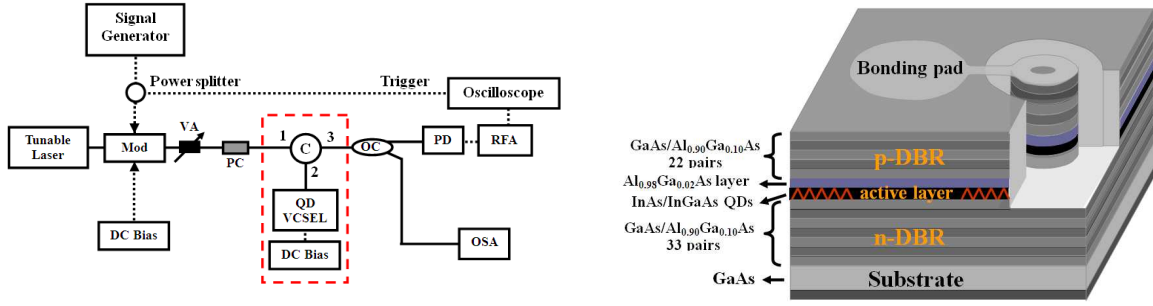 Signal
Generator
Power splitter
Trigger
Oscilloscope
Tunable
Laser
Mod
VA
PC
1
C
3
2
OC
PD
RFA
QD
VCSEL
DC Bias
DC Bias
OSA
Bonding pad
GaAs/Al0.90Ga0.10As
22 pairs
p-DBR
Al0.98Ga0.02As layer
active layer
InAs/InGaAs QDs
GaAs/Al0.90Ga0.10As
33 pairs
n-DBR
GaAs
Substrate